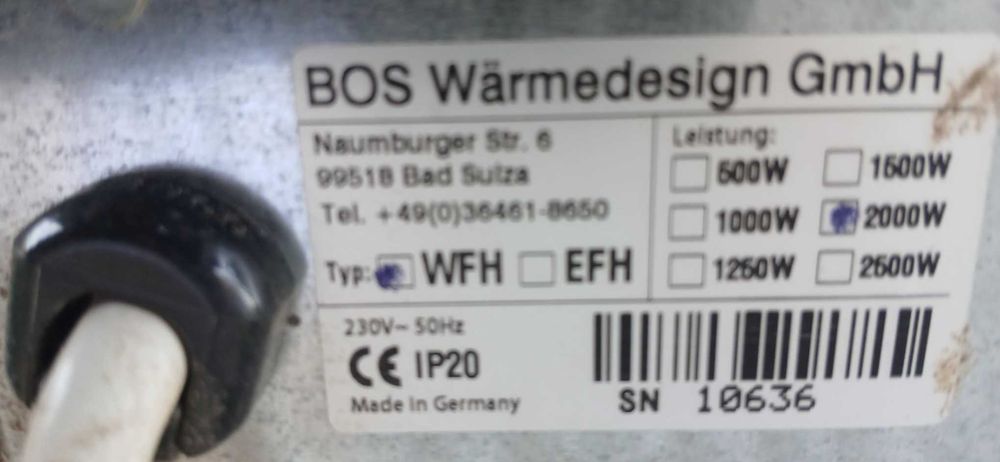 BOS Wärmedesign GmbH
Naumburger Str. 6
99518 Bad Sulza
Tel. +49(0)36461-8650
Typ: WFH EFH
Leistung:
500W 1500W
1000W 2000W
1250W 2500W
230V~ 50Hz
CE IP20
Made in Germany
SN 10636